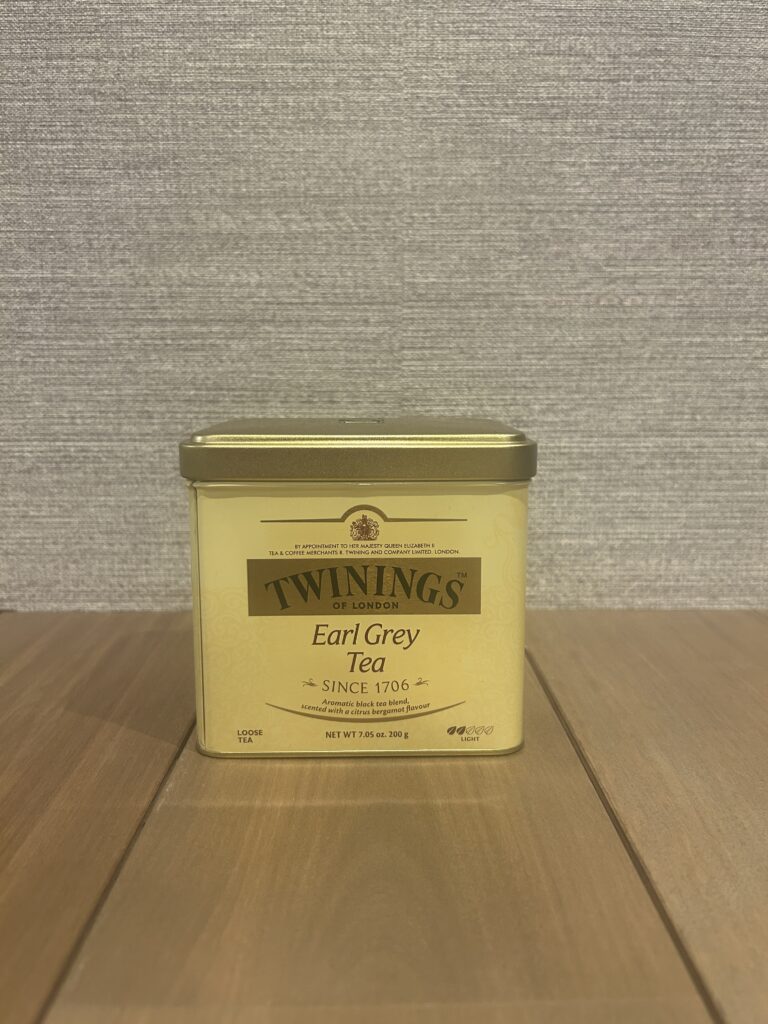 BY APPOINTMENT TO HER MAJESTY QUEEN ELIZABETH II
TEA & COFFEE MERCHANTS R. TWINING AND COMPANY LIMITED. LONDON
TWININGS™
OF LONDON
Earl Grey
Tea
SINCE 1706
Aromatic black tea blend,
scented with a citrus bergamot flavour
LOOSE
TEA
NET WT 7.05 oz. 200 g
LIGHT